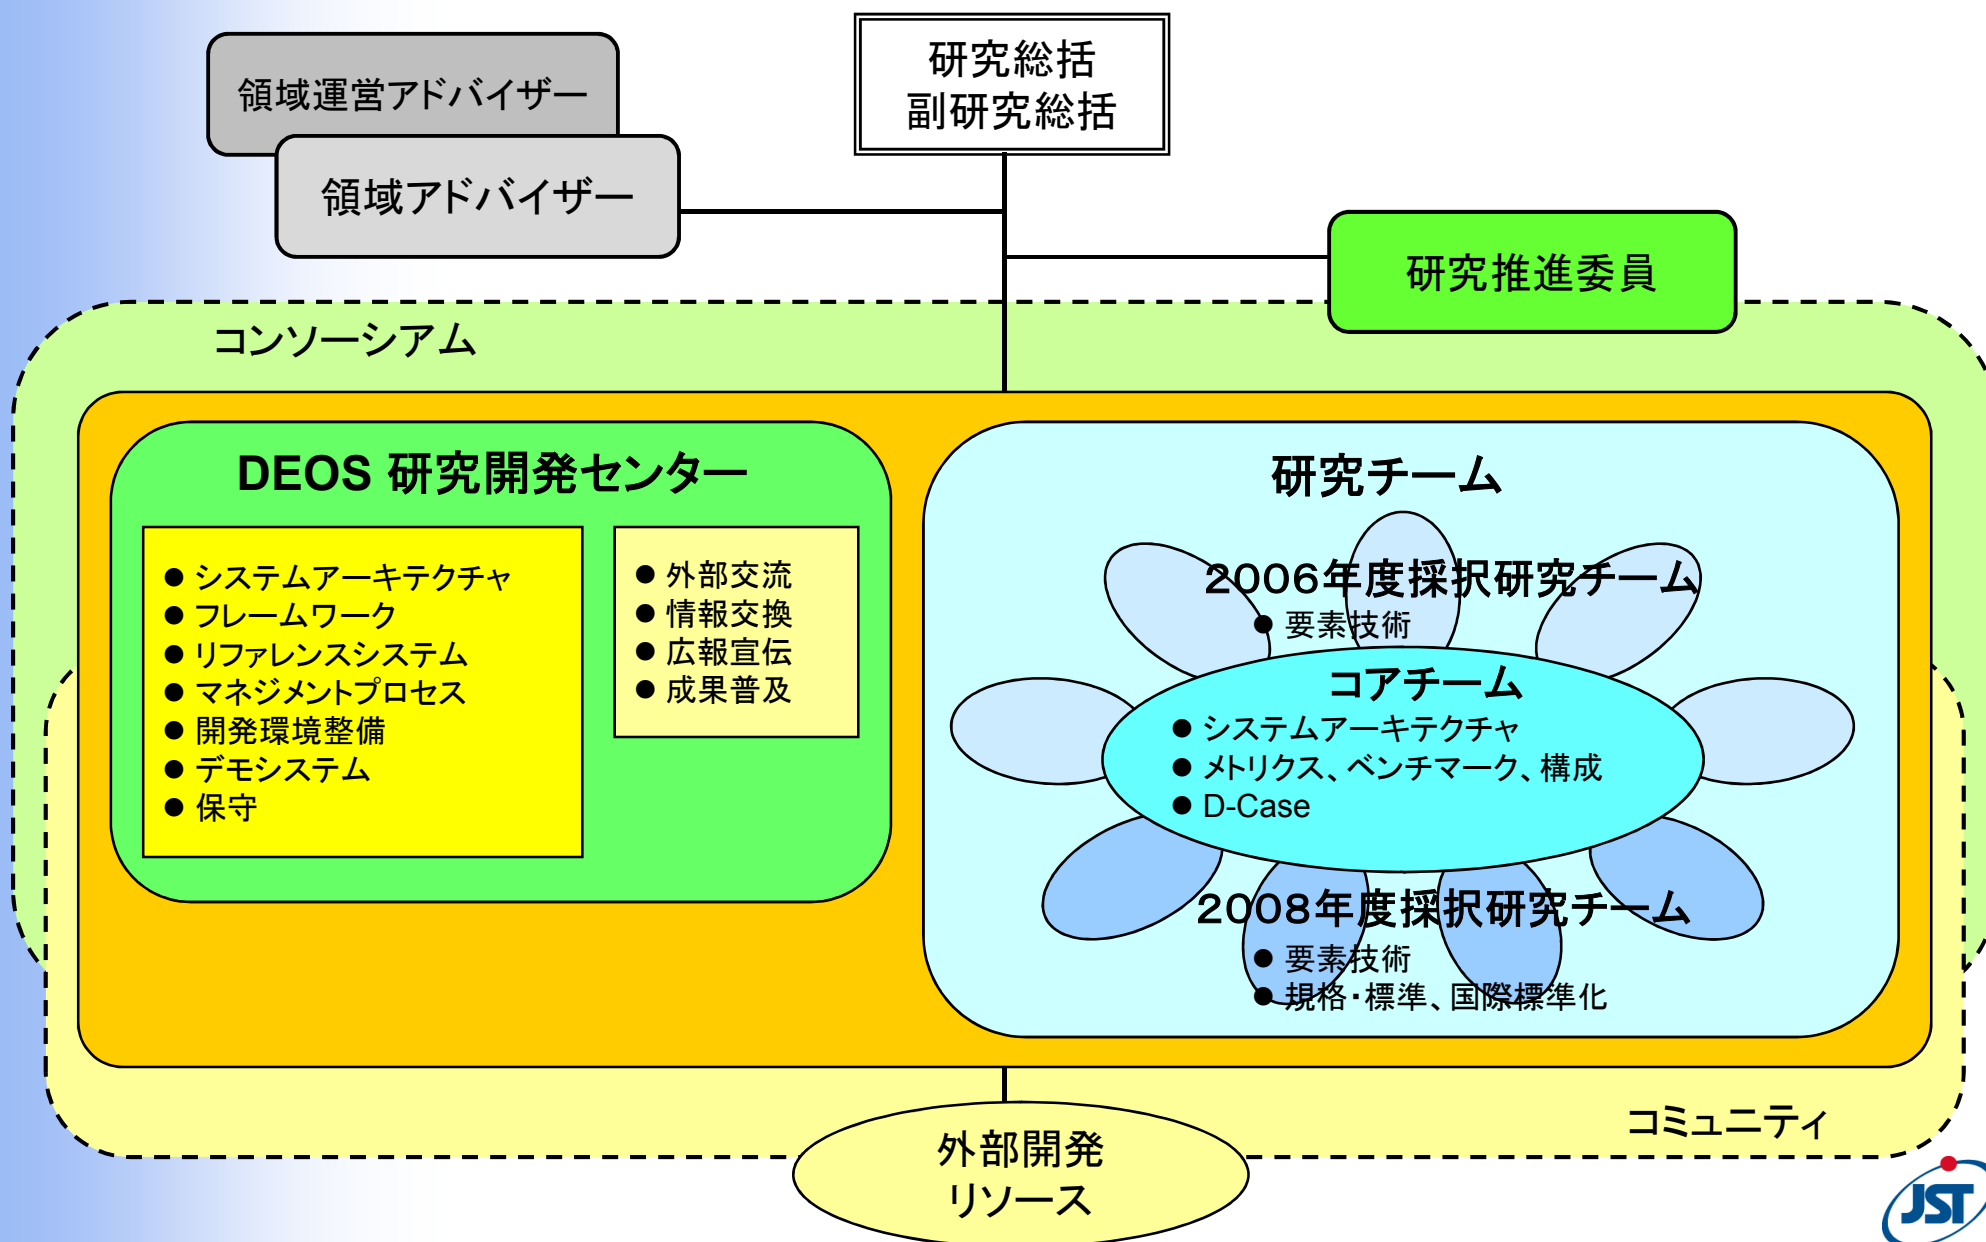 領域運営アドバイザー
領域アドバイザー
研究総括
副研究総括
研究推進委員
コンソーシアム
DEOS 研究開発センター
● システムアーキテクチャ
● フレームワーク
● リファレンスシステム
● マネジメントプロセス
● 開発環境整備
● デモシステム
● 保守
● 外部交流
● 情報交換
● 広報宣伝
● 成果普及
研究チーム
2006年度採択研究チーム
● 要素技術
コアチーム
● システムアーキテクチャ
● メトリクス、ベンチマーク、構成
● D-Case
2008年度採択研究チーム
● 要素技術
● 規格・標準、国際標準化
コミュニティ
外部開発
リソース
JST